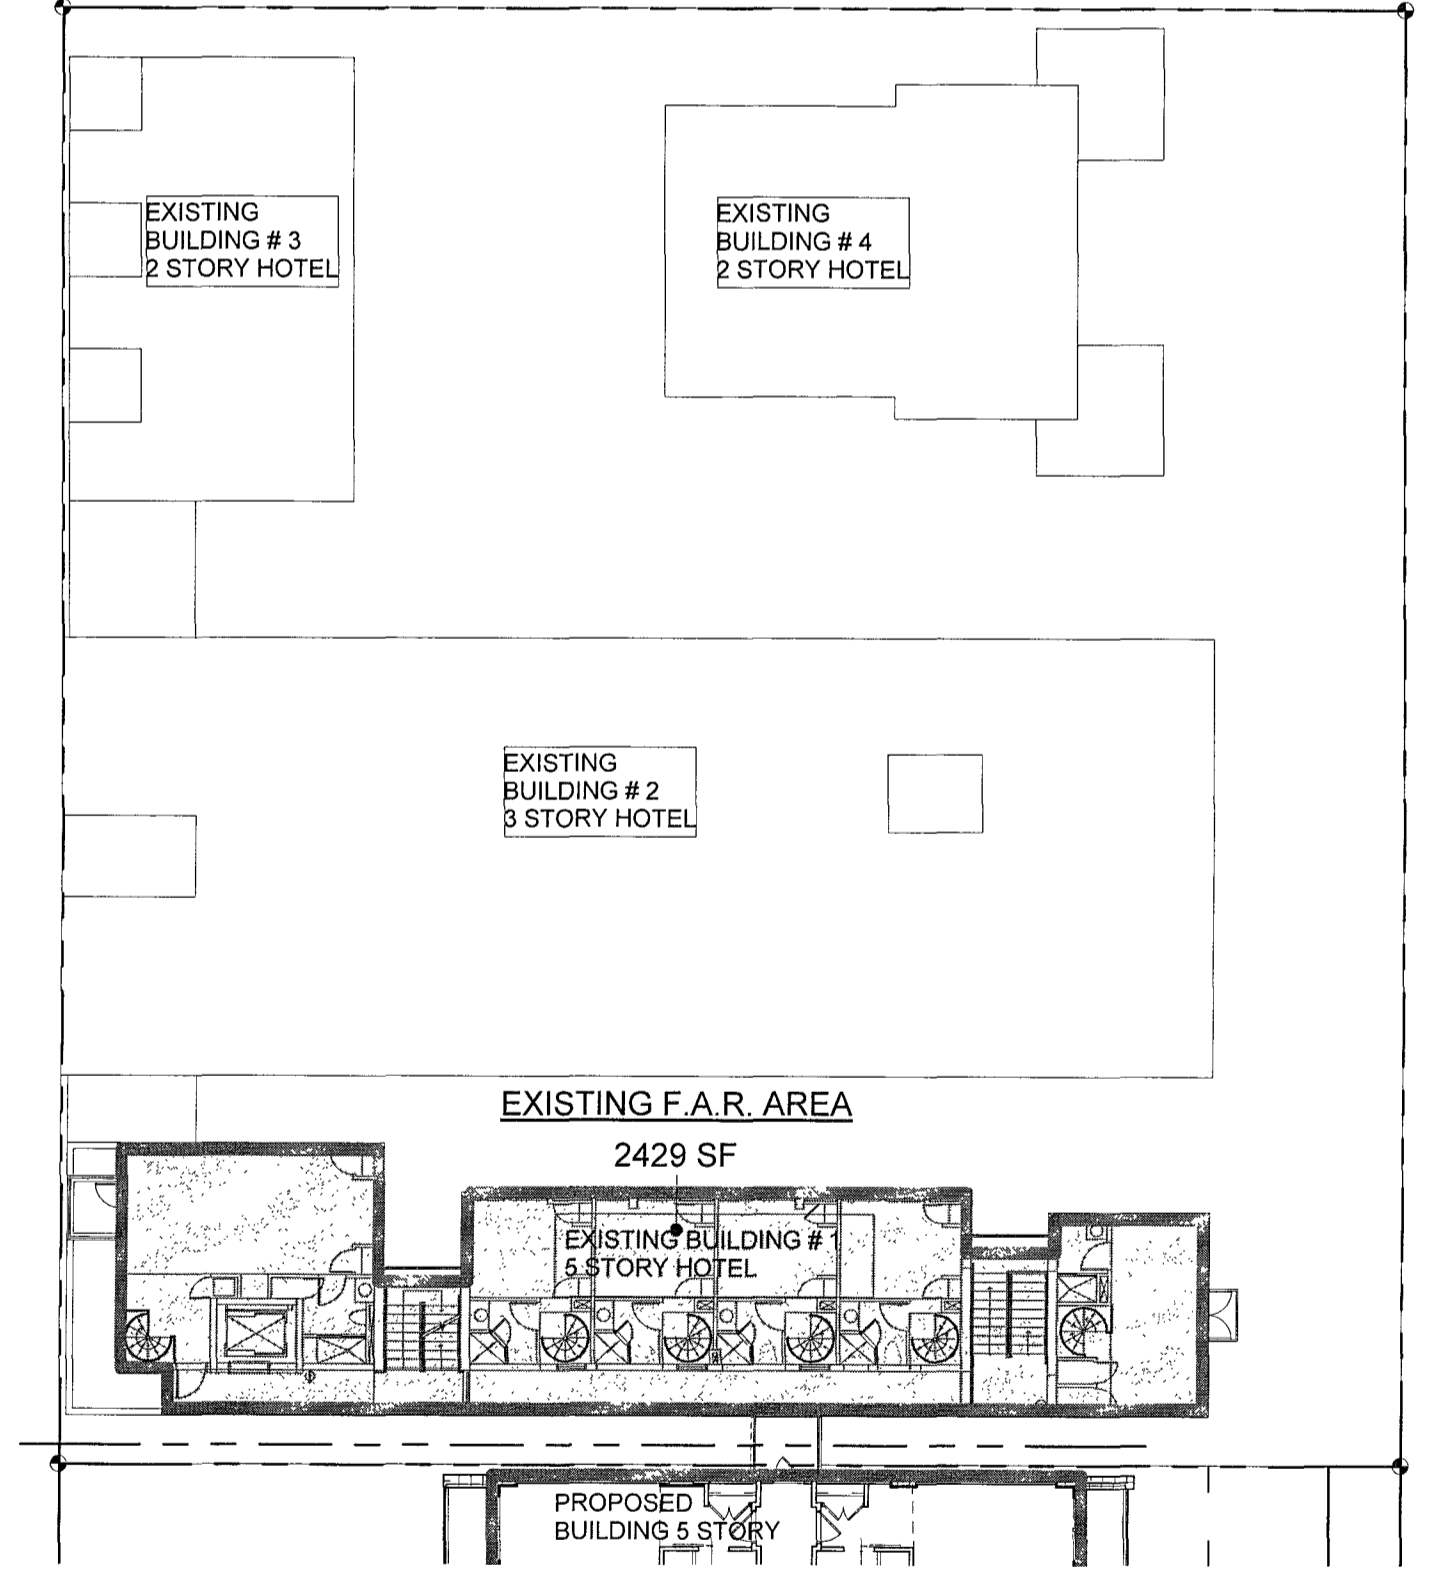 EXISTING
BUILDING # 3
2 STORY HOTEL
EXISTING
BUILDING # 4
2 STORY HOTEL
EXISTING
BUILDING # 2
3 STORY HOTEL
EXISTING F.A.R. AREA
2429 SF
EXISTING BUILDING # 1
5 STORY HOTEL
PROPOSED
BUILDING 5 STORY